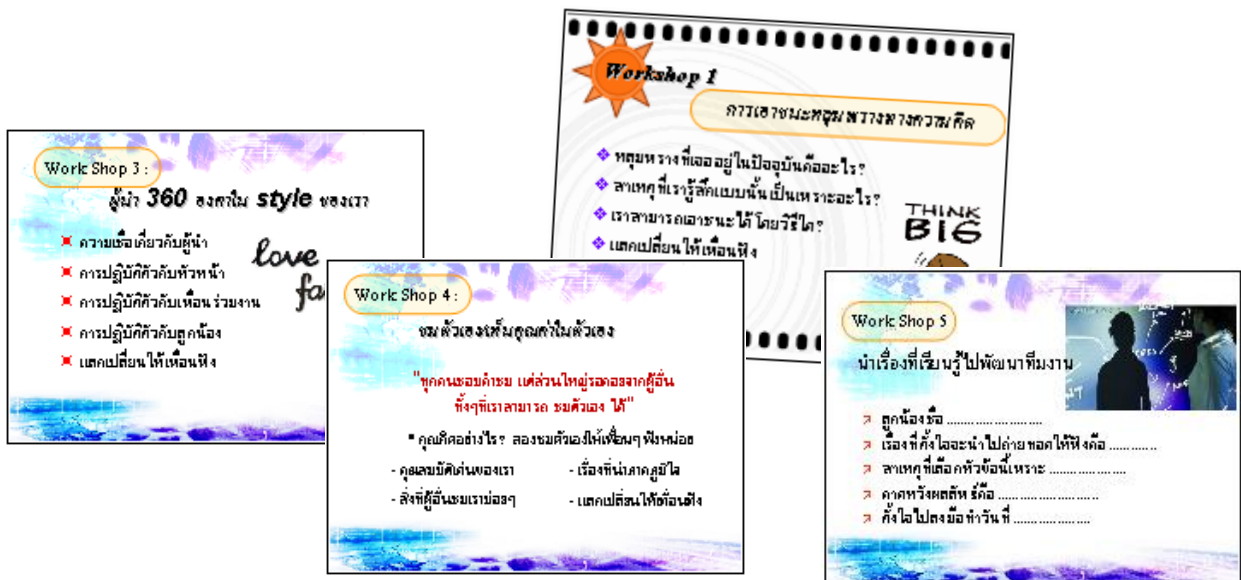 Workshop 1
การเอาชนะหลุมพรางทางความคิด
หลุมพรางที่เจออยู่ในปัจจุบันคืออะไร?
สาเหตุที่เรารู้สึกแบบนั้นเป็นเพราะอะไร?
เราสามารถเอาชนะได้โดยวิธีใด?
แลกเปลี่ยนให้เพื่อนฟัง
THINK
BIG
Work Shop 3 :
ผู้นำ 360 องศาใน style ของเรา
ความเชื่อเกี่ยวกับผู้นำ
การปฏิบัติตัวกับหัวหน้า
การปฏิบัติตัวกับเพื่อนร่วมงาน
การปฏิบัติตัวกับลูกน้อง
แลกเปลี่ยนให้เพื่อนฟัง
love
fa
Work Shop 4 :
ชมตัวเองเห็นคุณค่าในตัวเอง
"ทุกคนชอบคำชม แต่ส่วนใหญ่รอคอยจากผู้อื่น
ทั้งๆที่เราสามารถ ชมตัวเอง ได้"
* คุณคิดอย่างไร? ลองชมตัวเองให้เพื่อนๆ ฟังหน่อย
- คุณสมบัติเด่นของเรา - เรื่องที่น่าภาคภูมิใจ
- สิ่งที่ผู้อื่นชมเราบ่อยๆ - แลกเปลี่ยนให้เพื่อนฟัง
Work Shop 5
นำเรื่องที่เรียนรู้ไปพัฒนาทีมงาน
ลูกน้องชื่อ ........................
เรื่องที่ตั้งใจจะนำไปถ่ายทอดให้ฟังคือ ............
สาเหตุที่เลือกหัวข้อนี้เพราะ ...................
คาดหวังผลลัพธ์คือ .........................
ตั้งใจไปลงมือทำวันที่ ...................